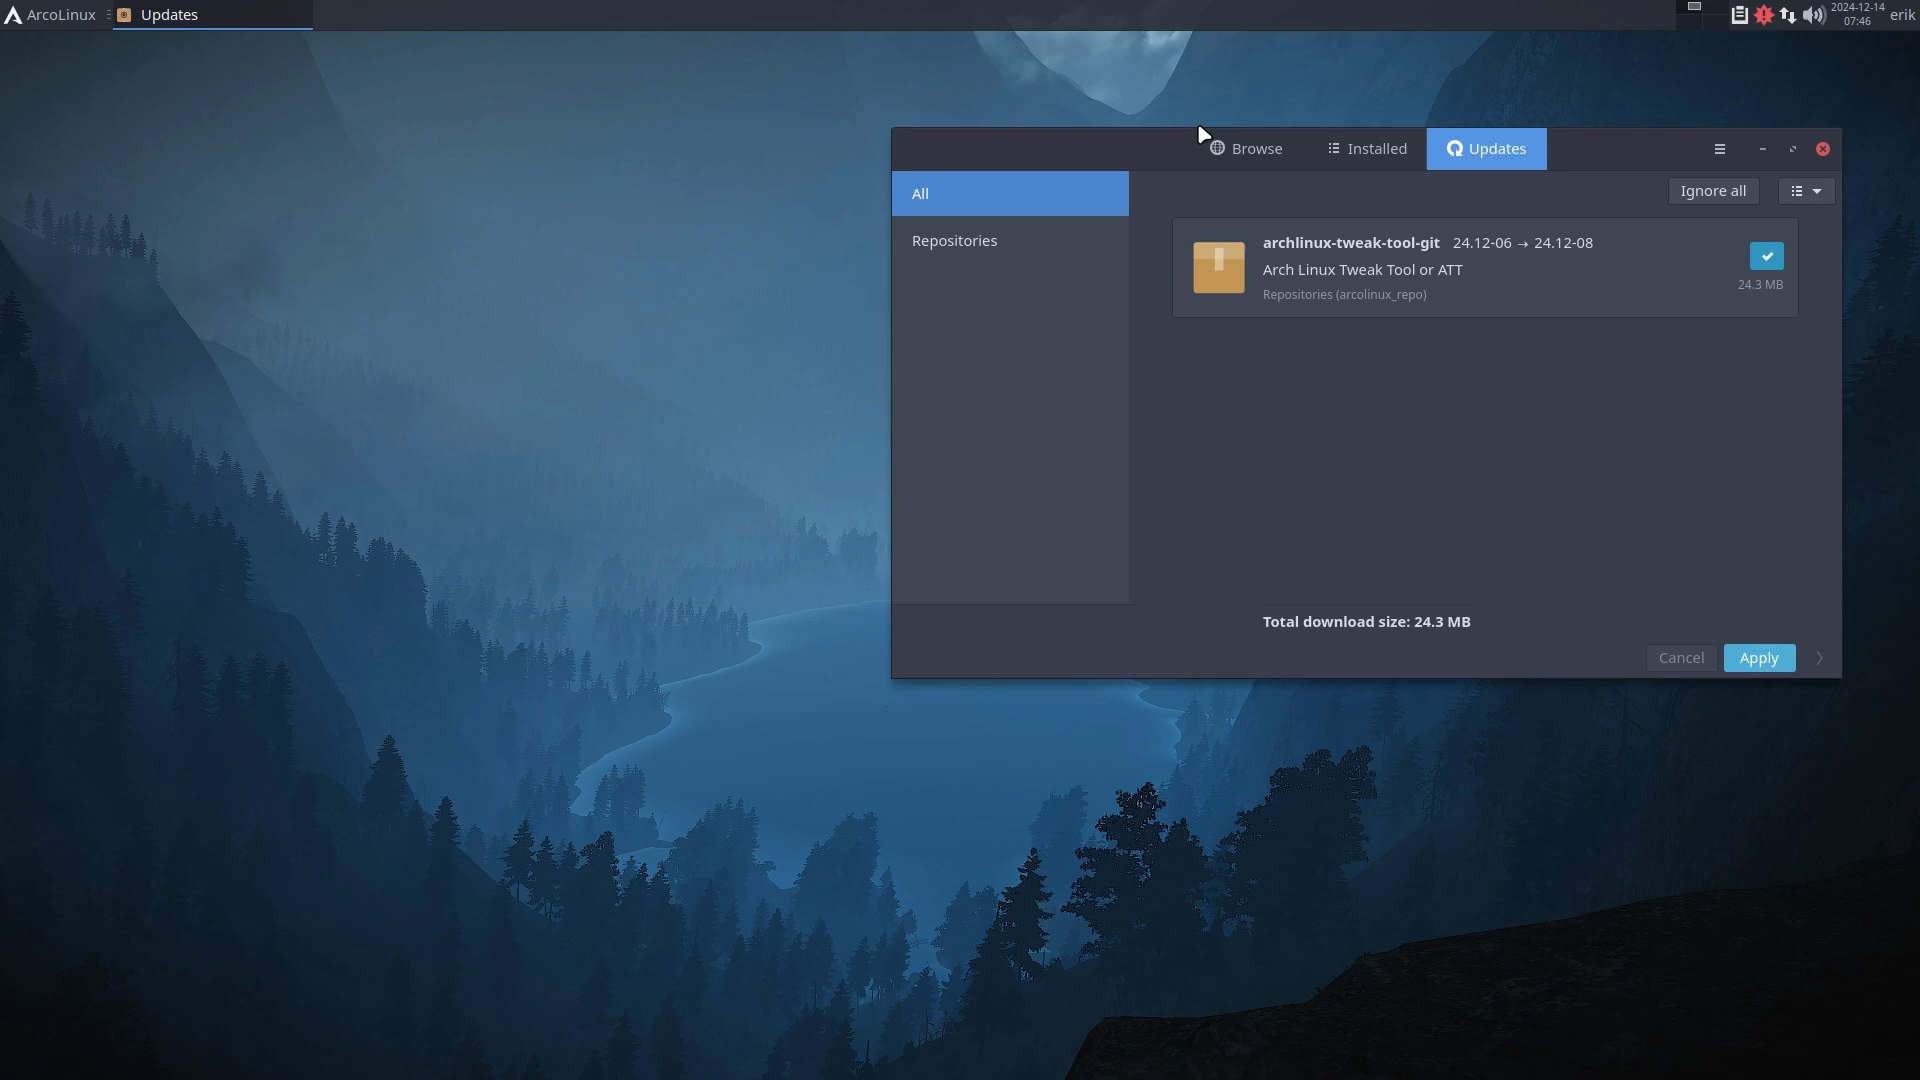 ArcoLinux
Updates
2024-12-14
07:46
erik
Browse
Installed
Updates
All
Repositories
Ignore all
archlinux-tweak-tool-git 24.12-06 → 24.12-08
Arch Linux Tweak Tool or ATT
24.3 MB
Repositories (arcolinux_repo)
Total download size: 24.3 MB
Cancel
Apply